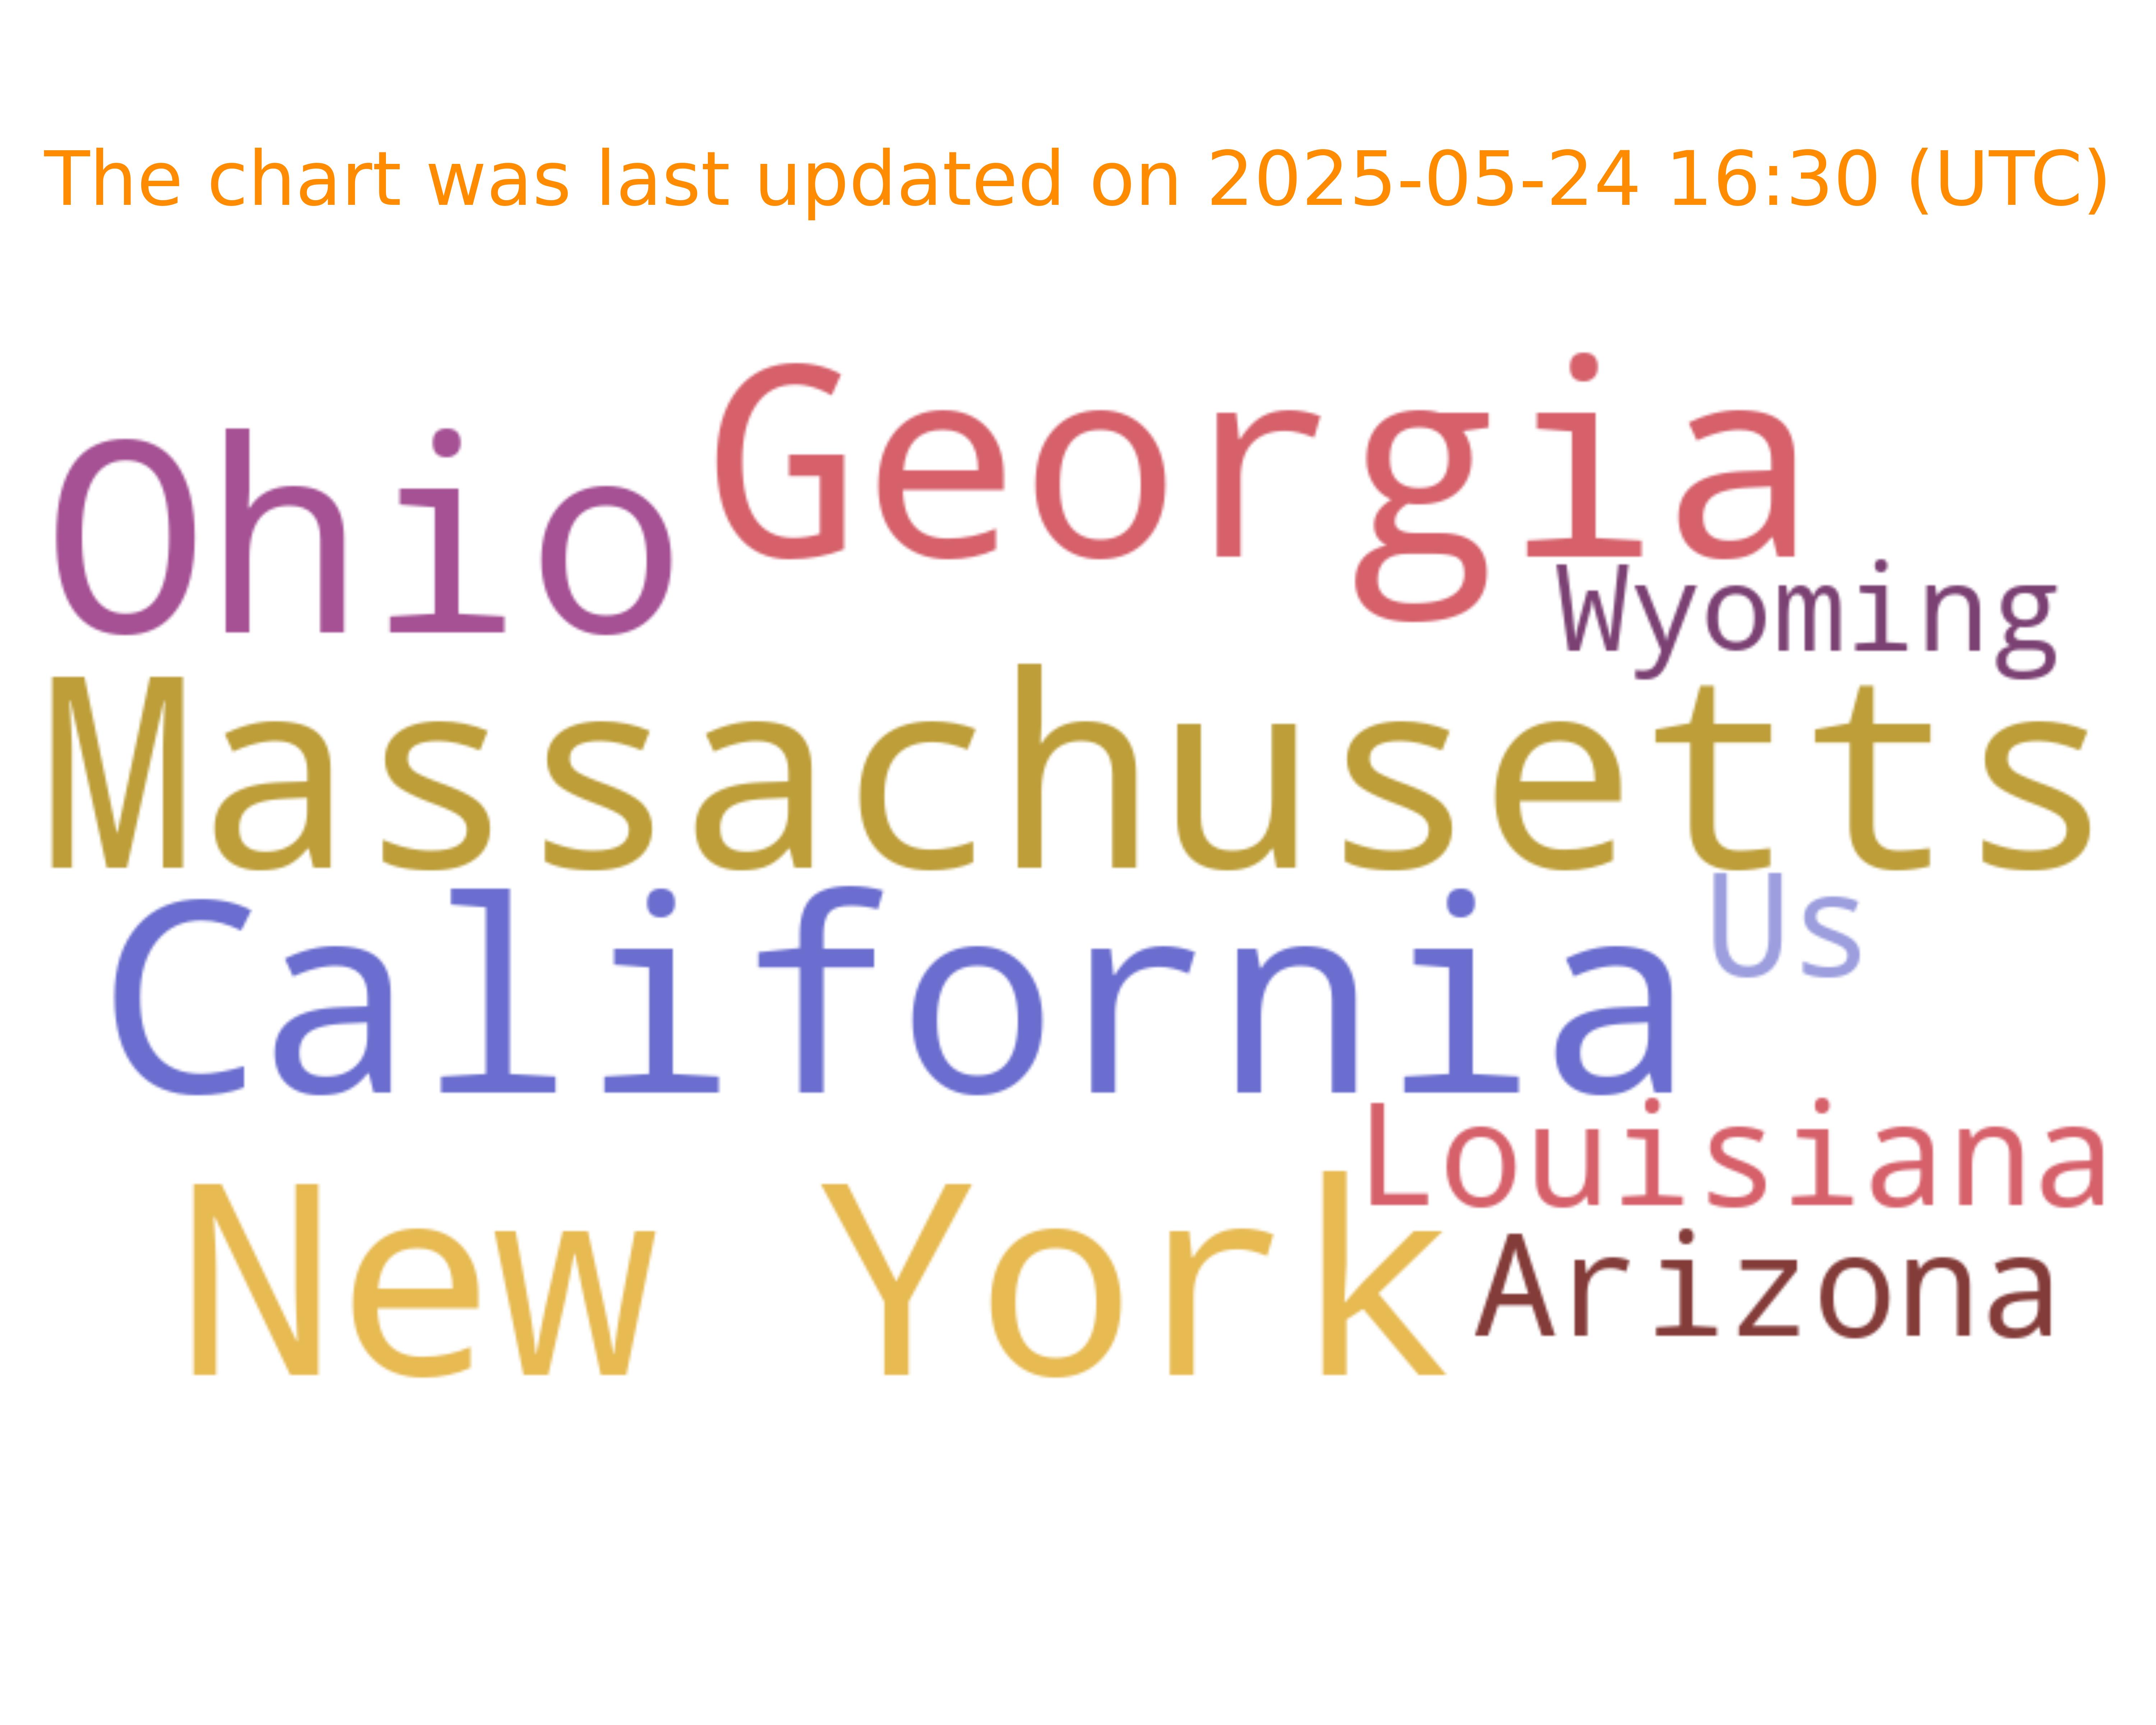 The chart was last updated on 2025-05-24 16:30 (UTC)
Ohio
Georgia
Wyoming
Massachusetts
California
Us
Louisiana
New York
Arizona